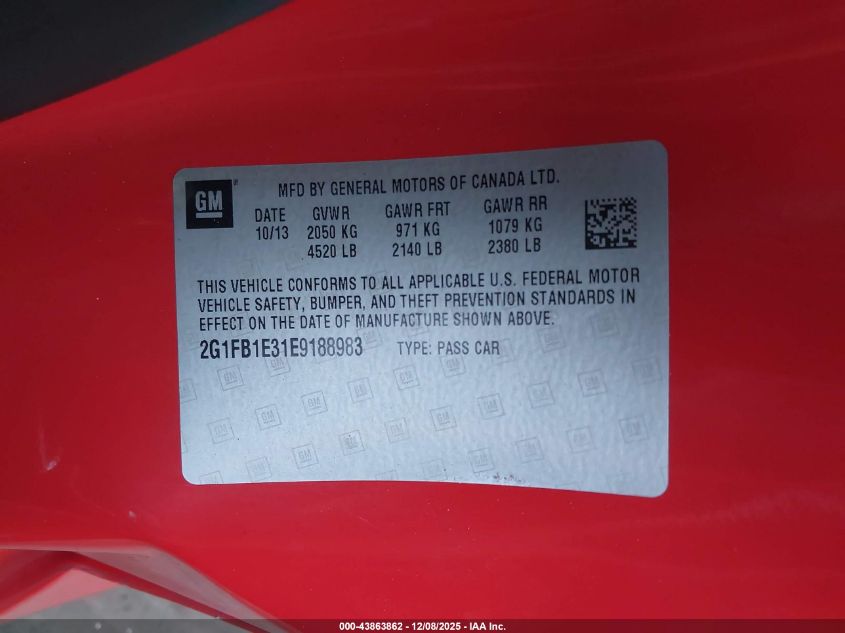 GM
MFD BY GENERAL MOTORS OF CANADA LTD.
DATE GVWR GAWR FRT GAWR RR
10/13 2050 KG 971 KG 1079 KG
4520 LB 2140 LB 2380 LB
THIS VEHICLE CONFORMS TO ALL APPLICABLE U.S. FEDERAL MOTOR
VEHICLE SAFETY, BUMPER, AND THEFT PREVENTION STANDARDS IN
EFFECT ON THE DATE OF MANUFACTURE SHOWN ABOVE.
2G1FB1E31E9188983 TYPE: PASS CAR
000-43863862 - 12/08/2025 - IAA Inc.